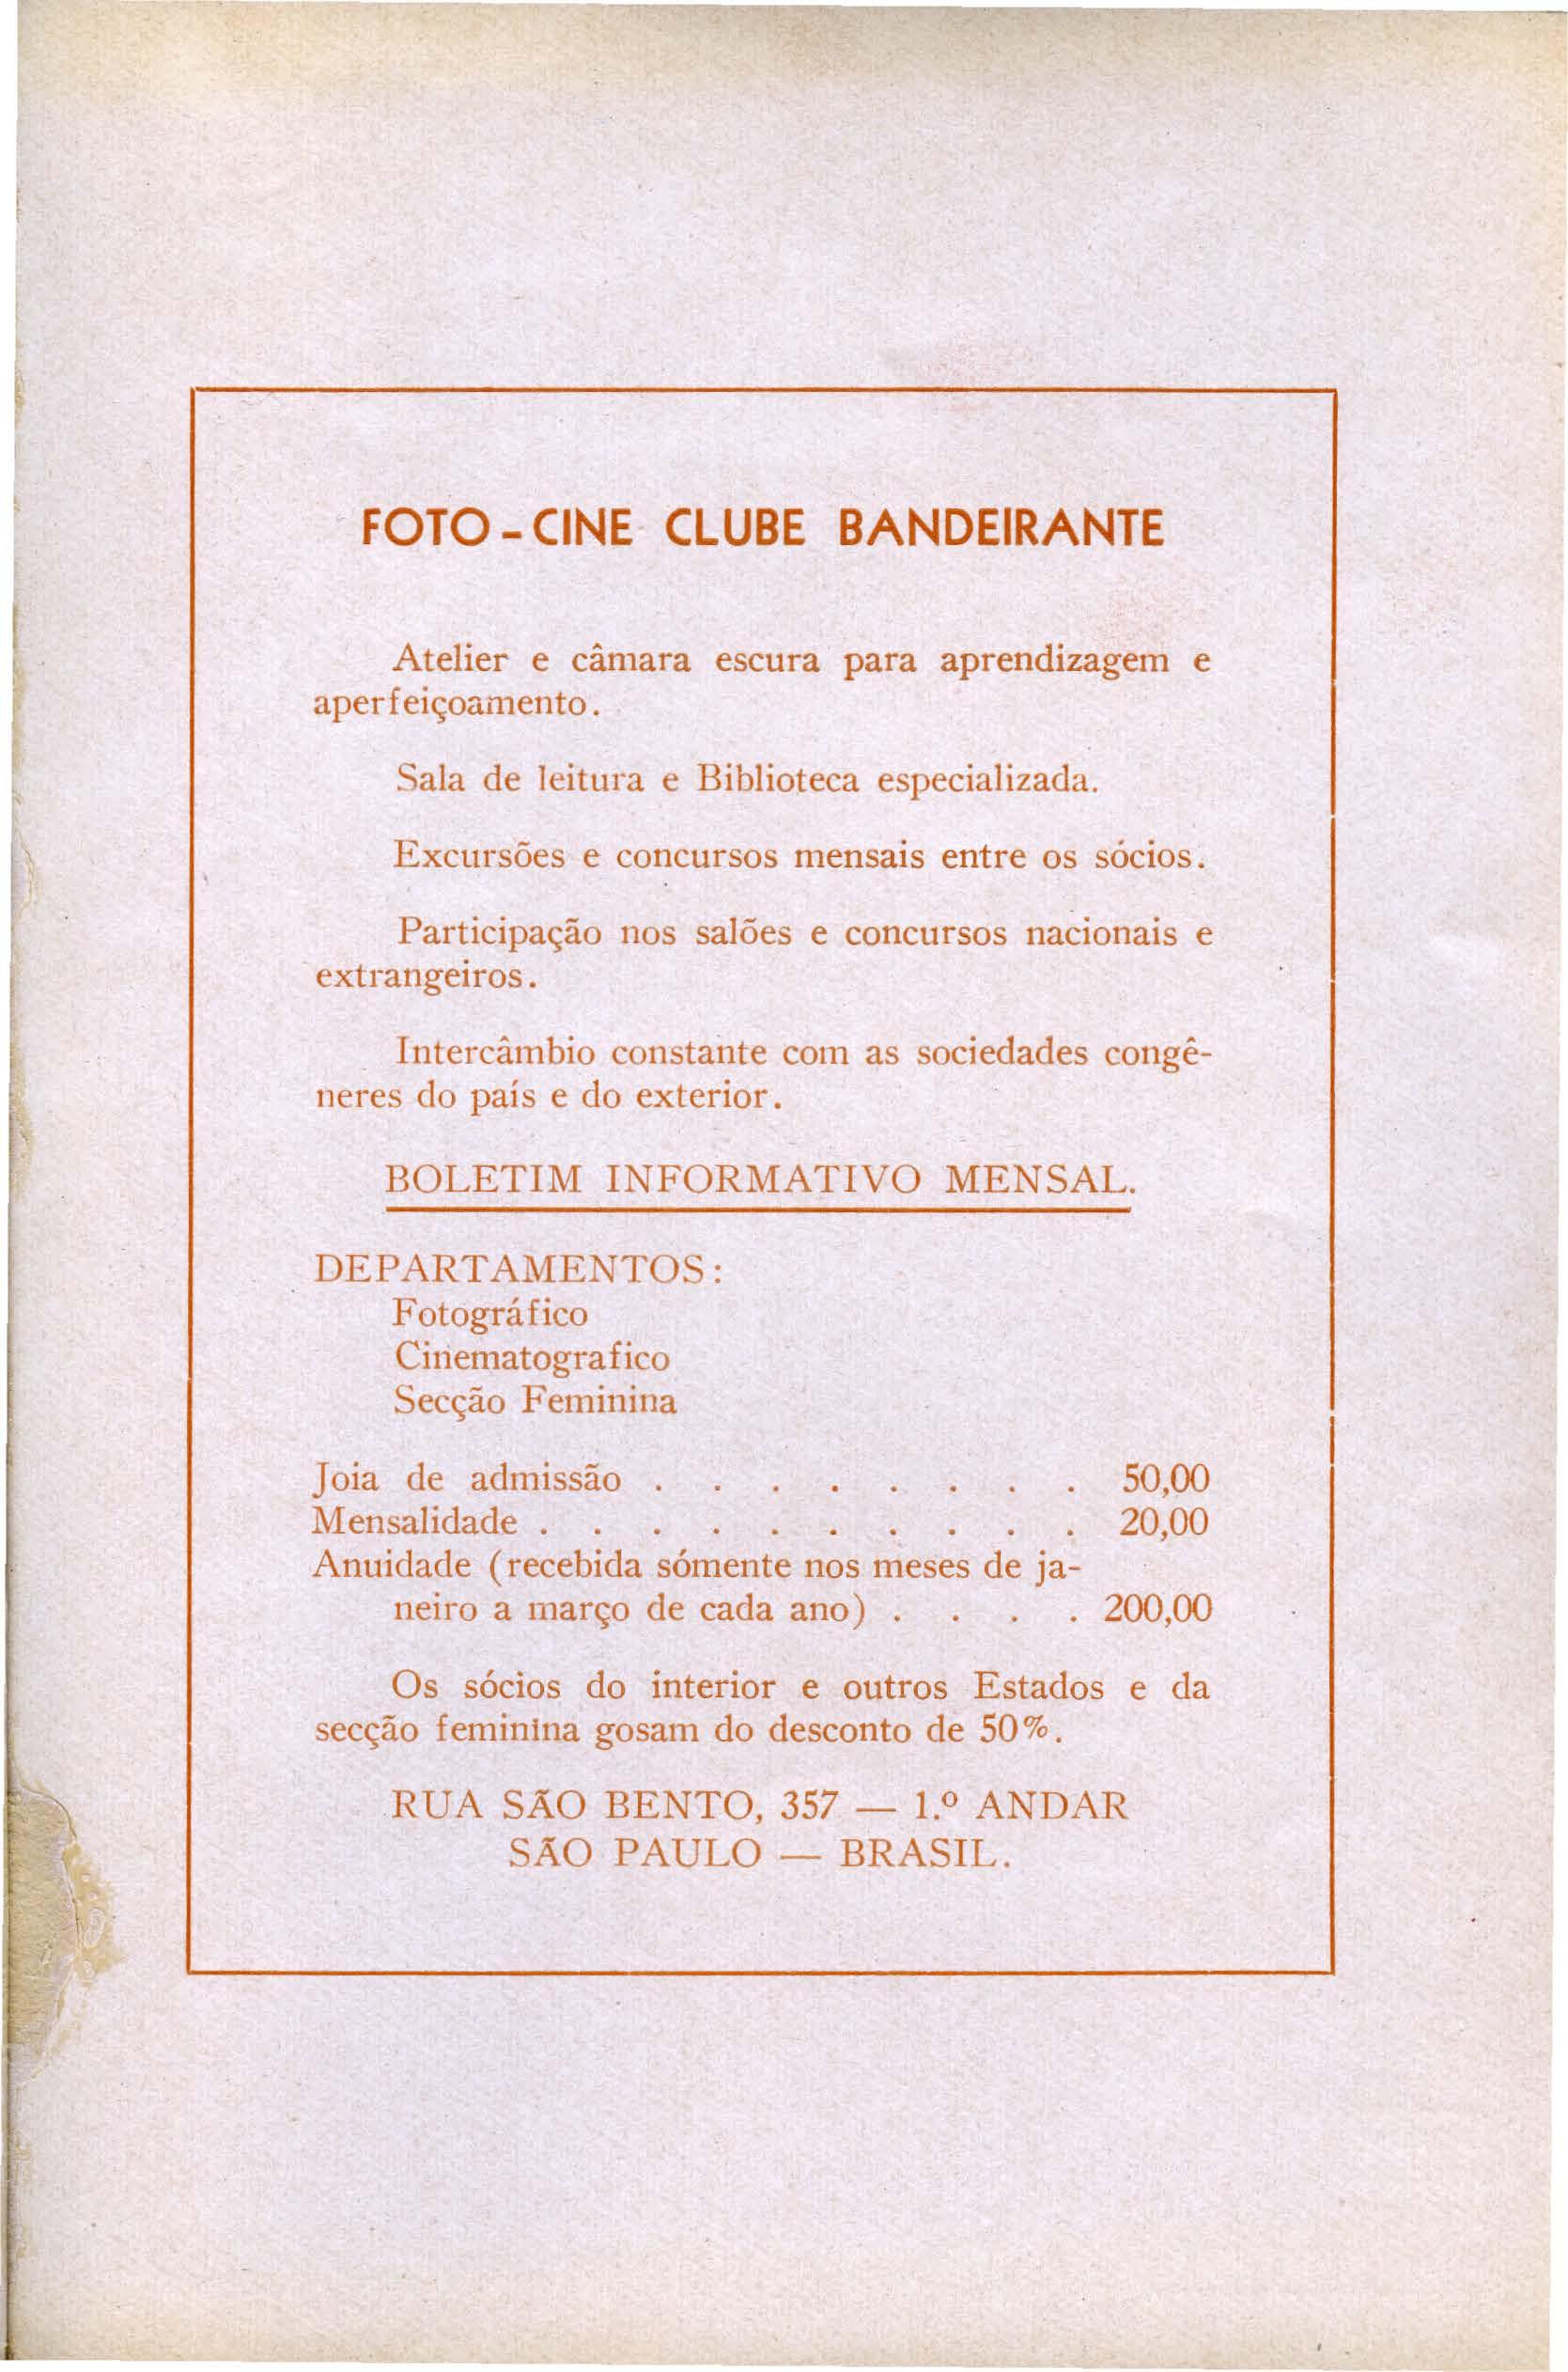 FOTO-CINE CLUBE BANDEIRANTE
Atelier e câmara escura para aprendizagem e
aperfeiçoamento.
Sala de leitura e Biblioteca especializada.
Excursões e concursos mensais entre os sócios.
Participação nos salões e concursos nacionais e
extrangeiros.
Intercâmbio constante com as sociedades congê-
neres do país e do exterior.
BOLETIM INFORMATIVO MENSAL.
DEPARTAMENTOS:
Fotográfico
Cinematografico
Secção Feminina
Joia de admissão . . . . . . . . 50,00
Mensalidade . . . . . . . . . . 20,00
Anuidade (recebida sómente nos meses de ja-
neiro a março de cada ano) . . . . 200,00
Os sócios do interior e outros Estados e da
secção feminina gosam do desconto de 50%.
RUA SÃO BENTO, 357 — 1.º ANDAR
SÃO PAULO — BRASIL.